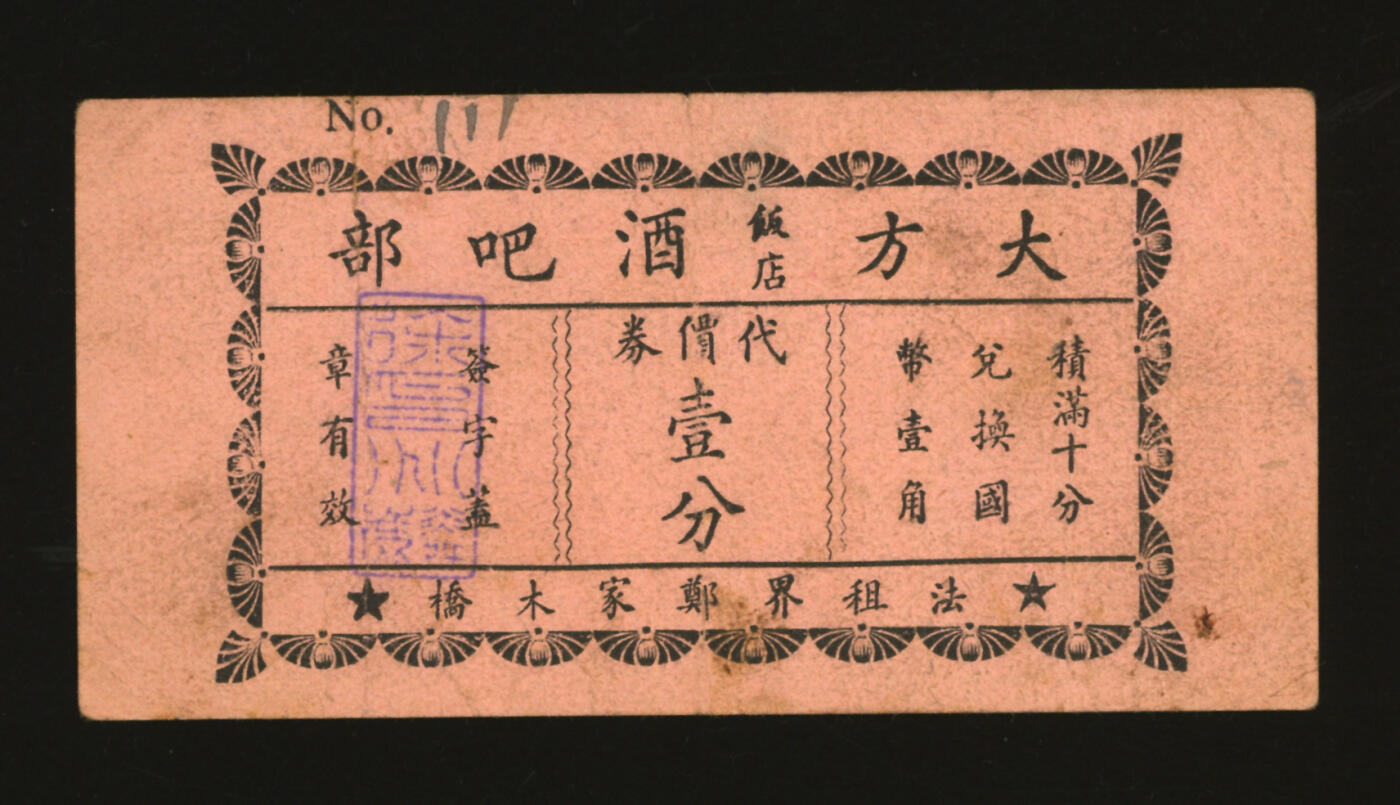 No.
大方飯店酒吧部
積滿十分
兌換國
幣壹角
代價券
壹分
簽字蓋
章有效
★法租界鄭家木橋★